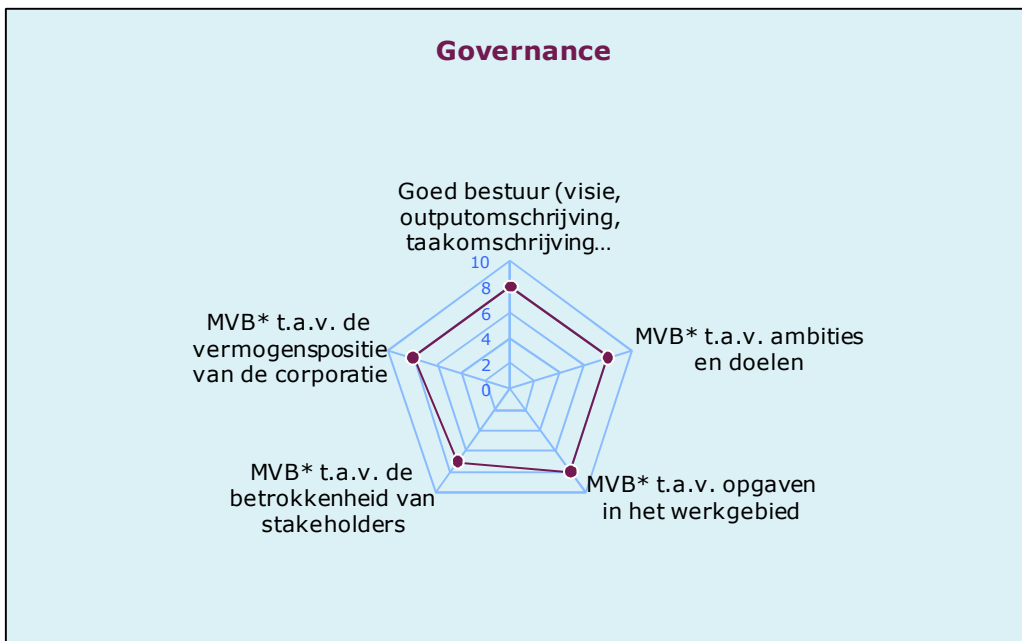 Governance
Goed bestuur (visie,
outputomschrijving,
taakomschrijving…
10
8
6
4
2
0
MVB* t.a.v. ambities
en doelen
MVB* t.a.v. opgaven
in het werkgebied
MVB* t.a.v. de
betrokkenheid van
stakeholders
MVB* t.a.v. de
vermogenspositie
van de corporatie